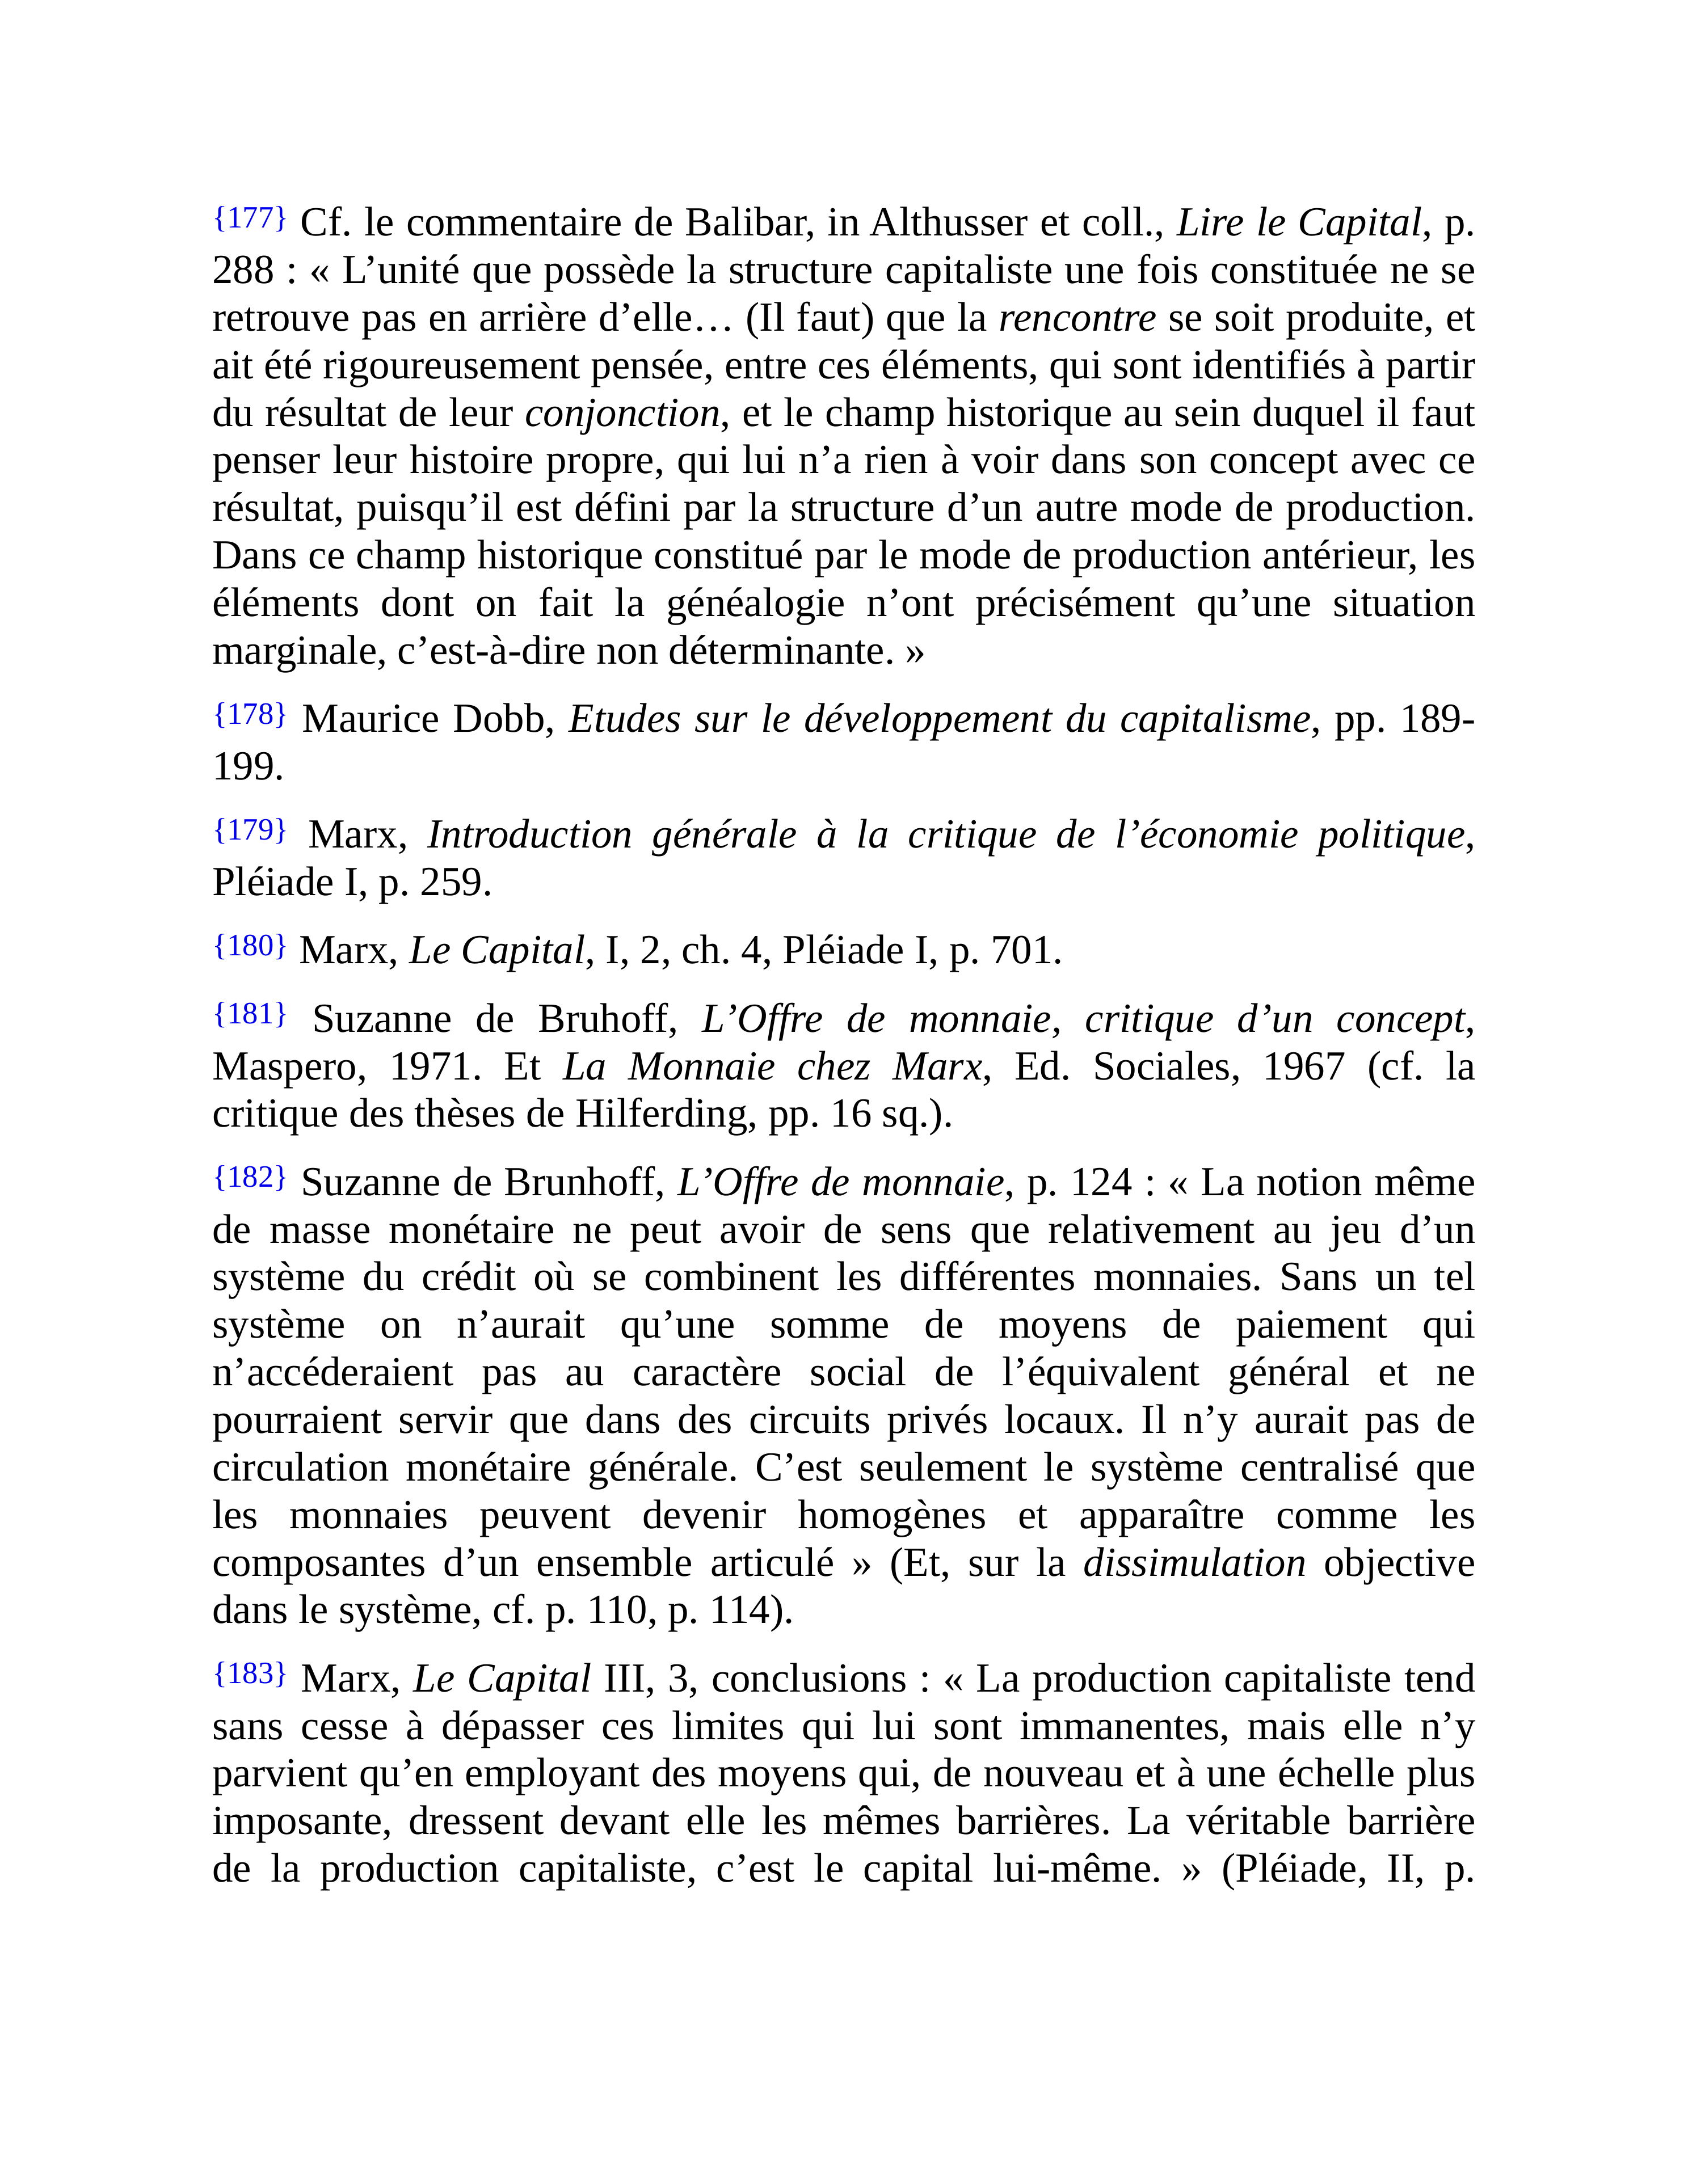 {177} Cf. le commentaire de Balibar, in Althusser et coll., Lire le Capital, p.
288 : « L’unité que possède la structure capitaliste une fois constituée ne se
retrouve pas en arrière d’elle… (Il faut) que la rencontre se soit produite, et
ait été rigoureusement pensée, entre ces éléments, qui sont identifiés à partir
du résultat de leur conjonction, et le champ historique au sein duquel il faut
penser leur histoire propre, qui lui n’a rien à voir dans son concept avec ce
résultat, puisqu’il est défini par la structure d’un autre mode de production.
Dans ce champ historique constitué par le mode de production antérieur, les
éléments dont on fait la généalogie n’ont précisément qu’une situation
marginale, c’est-à-dire non déterminante. »
{178} Maurice Dobb, Etudes sur le développement du capitalisme, pp. 189-
199.
{179} Marx, Introduction générale à la critique de l’économie politique,
Pléiade I, p. 259.
{180} Marx, Le Capital, I, 2, ch. 4, Pléiade I, p. 701.
{181} Suzanne de Bruhoff, L’Offre de monnaie, critique d’un concept,
Maspero, 1971. Et La Monnaie chez Marx, Ed. Sociales, 1967 (cf. la
critique des thèses de Hilferding, pp. 16 sq.).
{182} Suzanne de Brunhoff, L’Offre de monnaie, p. 124 : « La notion même
de masse monétaire ne peut avoir de sens que relativement au jeu d’un
système du crédit où se combinent les différentes monnaies. Sans un tel
système on n’aurait qu’une somme de moyens de paiement qui
n’accéderaient pas au caractère social de l’équivalent général et ne
pourraient servir que dans des circuits privés locaux. Il n’y aurait pas de
circulation monétaire générale. C’est seulement le système centralisé que
les monnaies peuvent devenir homogènes et apparaître comme les
composantes d’un ensemble articulé » (Et, sur la dissimulation objective
dans le système, cf. p. 110, p. 114).
{183} Marx, Le Capital III, 3, conclusions : « La production capitaliste tend
sans cesse à dépasser ces limites qui lui sont immanentes, mais elle n’y
parvient qu’en employant des moyens qui, de nouveau et à une échelle plus
imposante, dressent devant elle les mêmes barrières. La véritable barrière
de la production capitaliste, c’est le capital lui-même. » (Pléiade, II, p.